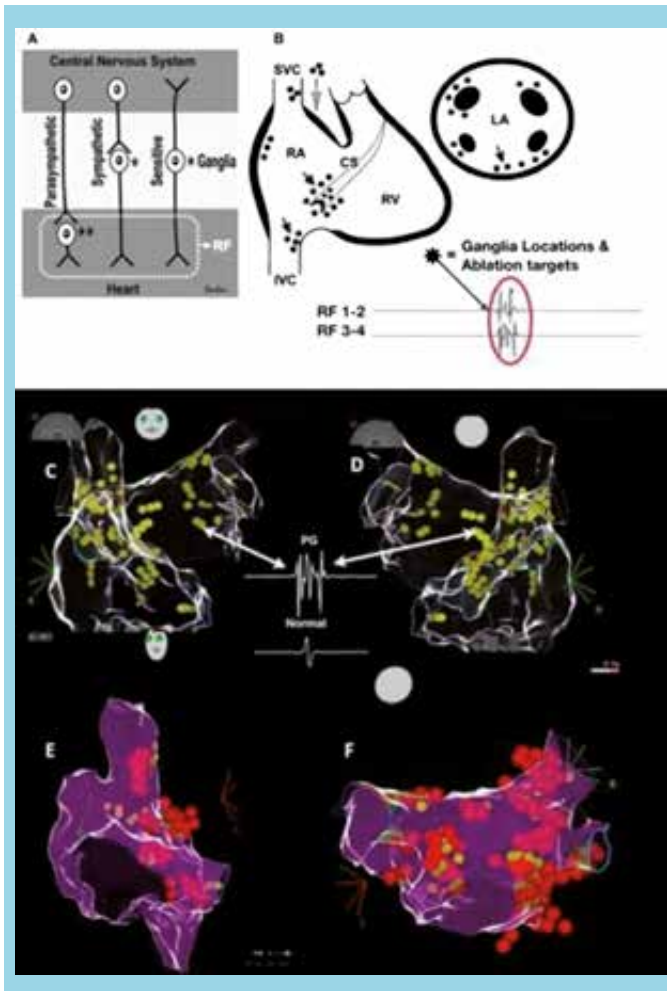 A
Central Nervous System
Parasympathetic
Sympathetic
Sensitive
*
* Ganglia
**
RF
Heart
B
SVC
LA
RA
CS
RV
IVC
= Ganglia Locations &
Ablation targets
RF 1-2
RF 3-4
C
D
PG
Normal
E
F